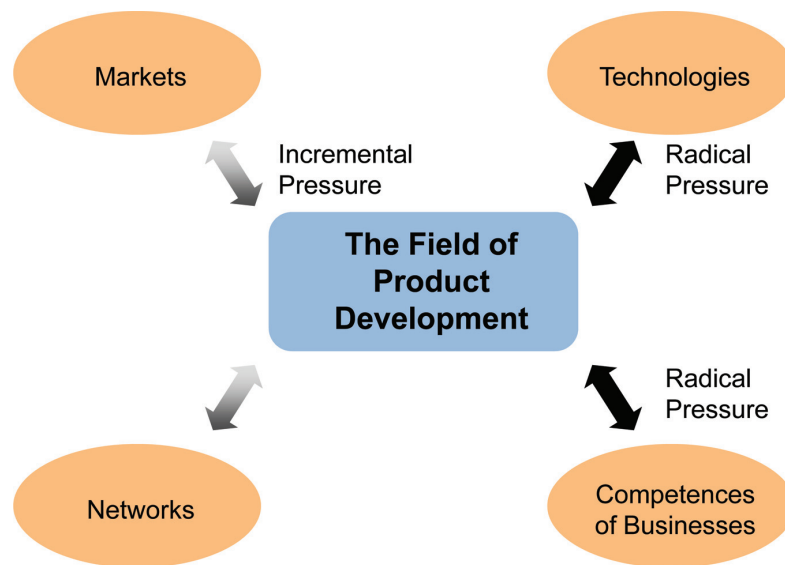 Markets
Technologies
Incremental
Pressure
Radical
Pressure
The Field of
Product
Development
Radical
Pressure
Networks
Competences
of Businesses